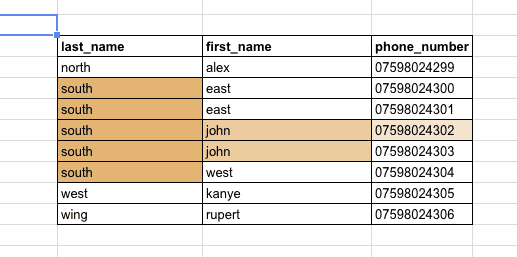 last_name first_name phone_number
north alex 07598024299
south east 07598024300
south east 07598024301
south john 07598024302
south john 07598024303
south west 07598024304
west kanye 07598024305
wing rupert 07598024306